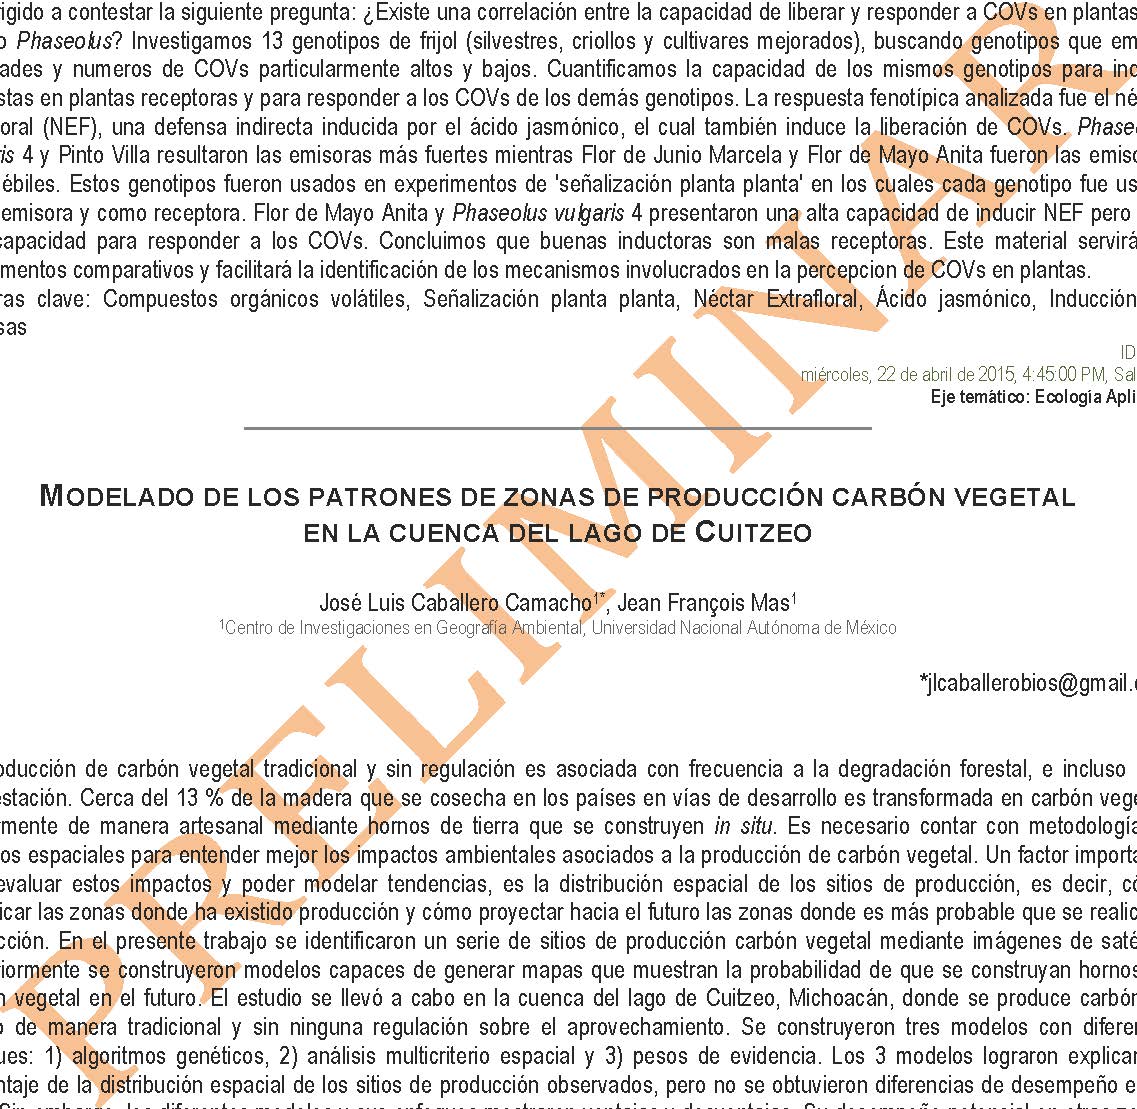 rigido a contestar la siguiente pregunta: ¿Existe una correlación entre la capacidad de liberar y responder a COVs en plantas
o Phaseolus? Investigamos 13 genotipos de frijol (silvestres, criollos y cultivares mejorados), buscando genotipos que em
ades y numeros de COVs particularmente altos y bajos. Cuantificamos la capacidad de los mismos genotipos para ind
stas en plantas receptoras y para responder a los COVs de los demás genotipos. La respuesta fenotípica analizada fue el né
oral (NEF), una defensa indirecta inducida por el ácido jasmónico, el cual también induce la liberación de COVs. Phase
ris 4 y Pinto Villa resultaron las emisoras más fuertes mientras Flor de Junio Marcela y Flor de Mayo Anita fueron las emiso
ébiles. Estos genotipos fueron usados en experimentos de 'señalización planta planta' en los cuales cada genotipo fue us
emisora y como receptora. Flor de Mayo Anita y Phaseolus vulgaris 4 presentaron una alta capacidad de inducir NEF pero
capacidad para responder a los COVs. Concluimos que buenas inductoras son malas receptoras. Este material servirá
mentos comparativos y facilitará la identificación de los mecanismos involucrados en la percepcion de COVs en plantas.
ras clave: Compuestos orgánicos volátiles, Señalización planta planta, Néctar Extrafloral, Ácido jasmónico, Inducción
sas
ID
miércoles, 22 de abril de 2015, 4:45:00 PM, Sal
Eje temático: Ecología Apli
MODELADO DE LOS PATRONES DE ZONAS DE PRODUCCIÓN CARBÓN VEGETAL
EN LA CUENCA DEL LAGO DE CUITZEO
José Luis Caballero Camacho1*, Jean François Mas1
1Centro de Investigaciones en Geografía Ambiental, Universidad Nacional Autónoma de México
*jlcaballerobios@gmail.c
oducción de carbón vegetal tradicional y sin regulación es asociada con frecuencia a la degradación forestal, e incluso
estación. Cerca del 13 % de la madera que se cosecha en los países en vías de desarrollo es transformada en carbón vege
rmente de manera artesanal mediante hornos de tierra que se construyen in situ. Es necesario contar con metodología
os espaciales para entender mejor los impactos ambientales asociados a la producción de carbón vegetal. Un factor importa
evaluar estos impactos y poder modelar tendencias, es la distribución espacial de los sitios de producción, es decir, có
icar las zonas donde ha existido producción y cómo proyectar hacia el futuro las zonas donde es más probable que se realic
cción. En el presente trabajo se identificaron un serie de sitios de producción carbón vegetal mediante imágenes de saté
riormente se construyeron modelos capaces de generar mapas que muestran la probabilidad de que se construyan hornos
n vegetal en el futuro. El estudio se llevó a cabo en la cuenca del lago de Cuitzeo, Michoacán, donde se produce carbón
o de manera tradicional y sin ninguna regulación sobre el aprovechamiento. Se construyeron tres modelos con diferen
ues: 1) algoritmos genéticos, 2) análisis multicriterio espacial y 3) pesos de evidencia. Los 3 modelos lograron explicar
ntaje de la distribución espacial de los sitios de producción observados, pero no se obtuvieron diferencias de desempeño e
PRELIMINAR